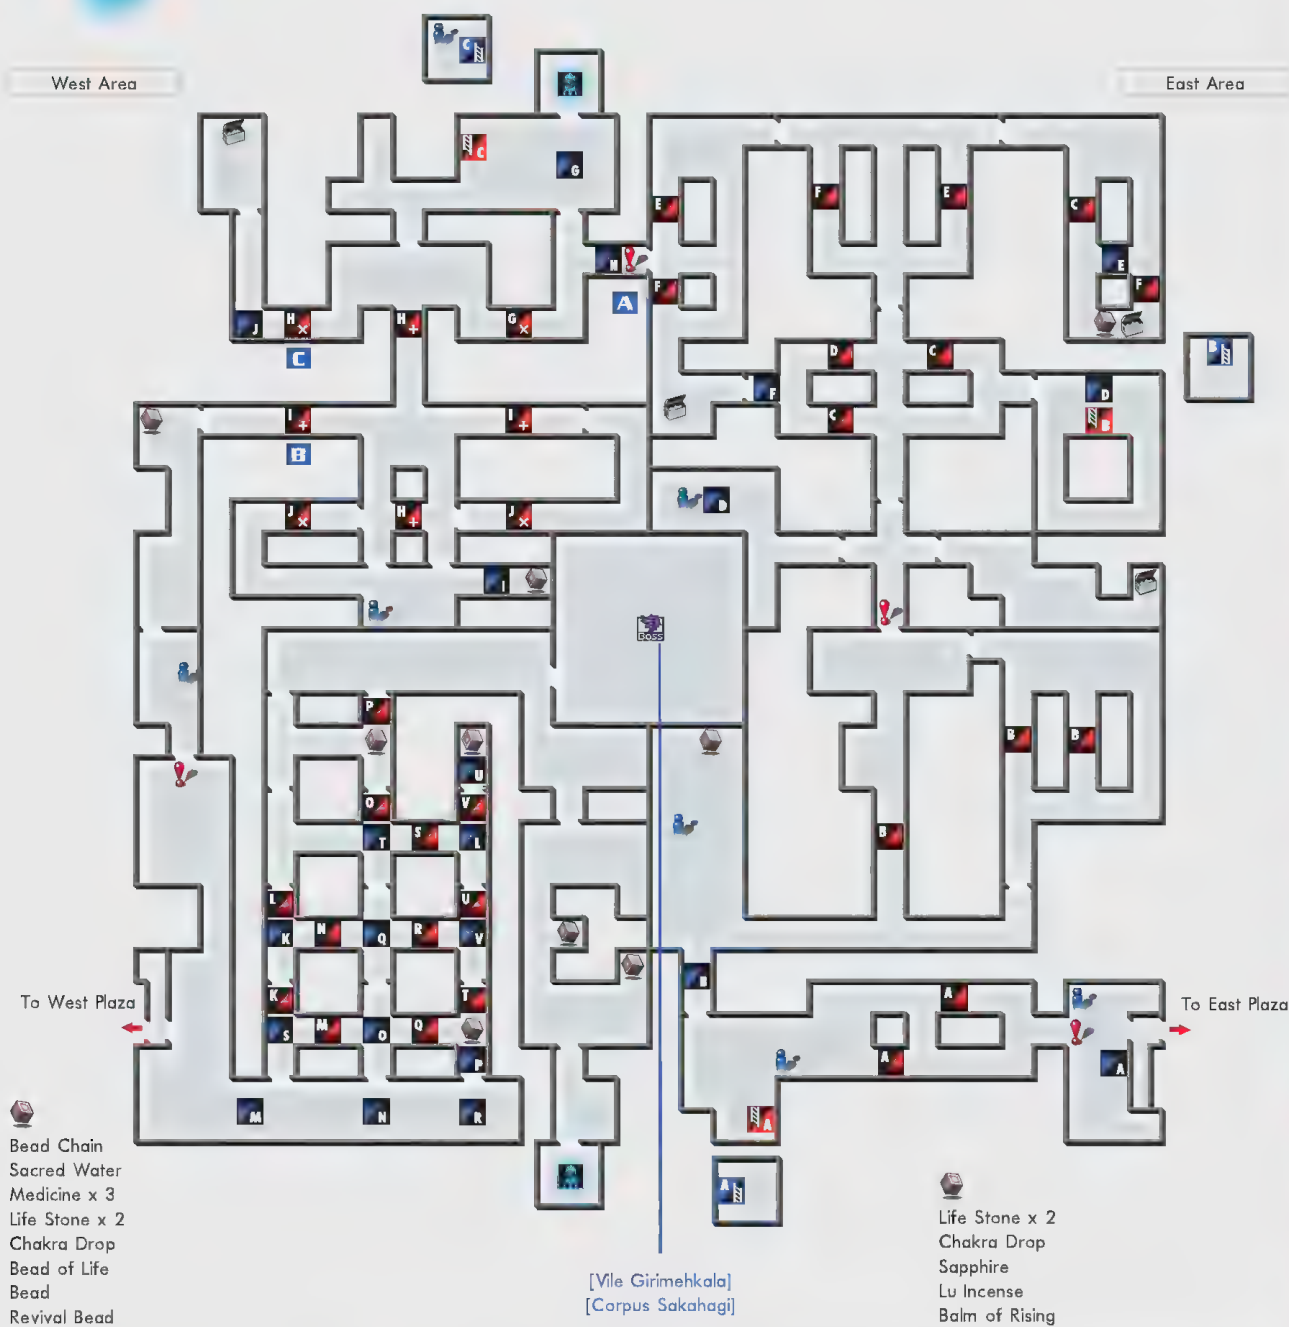 West Area
East Area
C
C
G
E
F
E
C
N
E
F
F
A
J
H
H
G
D
C
B
C
F
D
I
I
C
B
B
D
J
H
J
I
BOSS
P
B
B
U
O
V
T
S
L
B
L
U
K
N
Q
R
V
B
K
T
A
To West Plaza
To East Plaza
S
M
O
Q
A
A
P
M
N
R
A
A
Bead Chain
Sacred Water
Medicine x 3
Life Stone x 2
Chakra Drop
Bead of Life
Bead
Revival Bead
Life Stone x 2
Chakra Drop
Sapphire
Lu Incense
Balm of Rising
[Vile Girimehkala]
[Corpus Sakahagi]